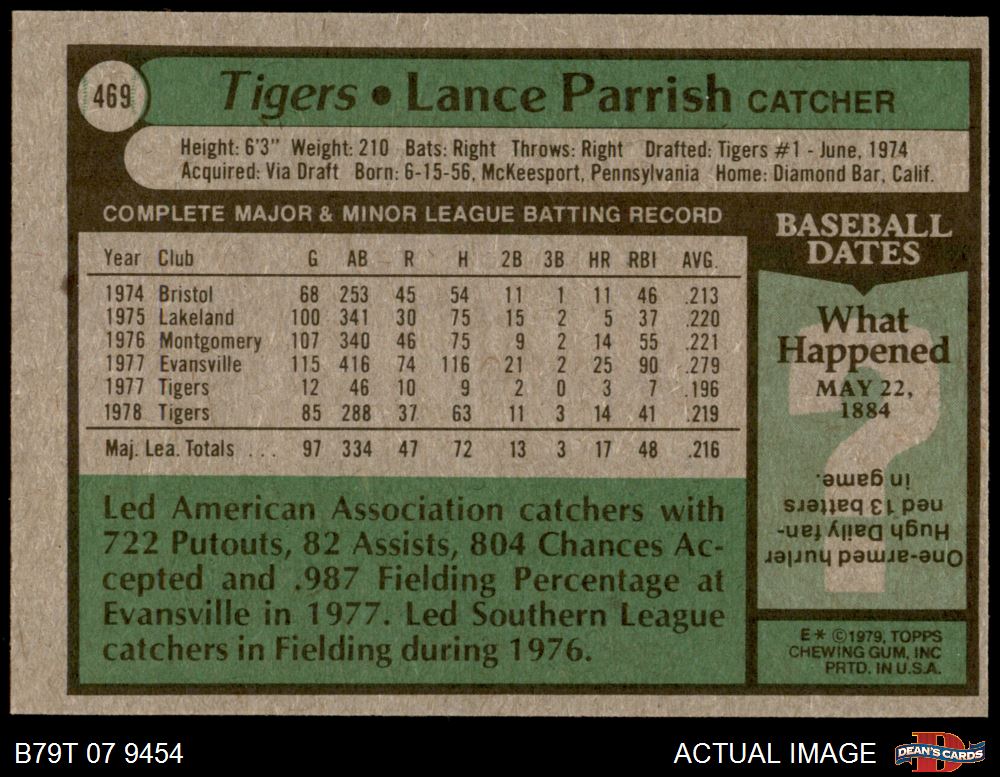 469
Tigers • Lance Parrish CATCHER
Height: 6'3" Weight: 210 Bats: Right Throws: Right Drafted: Tigers #1 - June, 1974
Acquired: Via Draft Born: 6-15-56, McKeesport, Pennsylvania Home: Diamond Bar, Calif.
COMPLETE MAJOR & MINOR LEAGUE BATTING RECORD
Year Club G AB R H 2B 3B HR RBI AVG.
1974 Bristol 68 253 45 54 11 1 11 46 .213
1975 Lakeland 100 341 30 75 15 2 5 37 .220
1976 Montgomery 107 340 46 75 9 2 14 55 .221
1977 Evansville 115 416 74 116 21 2 25 90 .279
1977 Tigers 12 46 10 9 2 0 3 7 .196
1978 Tigers 85 288 37 63 11 3 14 41 .219
Maj. Lea. Totals ... 97 334 47 72 13 3 17 48 .216
Led American Association catchers with
722 Putouts, 82 Assists, 804 Chances Ac-
cepted and .987 Fielding Percentage at
Evansville in 1977. Led Southern League
catchers in Fielding during 1976.
BASEBALL
DATES
What
Happened
MAY 22,
1884
?
One-armed hurler
Hugh Daily fan-
ned 13 batters
in game.
E* ©1979, TOPPS
CHEWING GUM, INC
PRTD. IN U.S.A.
B79T 07 9454
ACTUAL IMAGE
D
DEAN'S CARDS